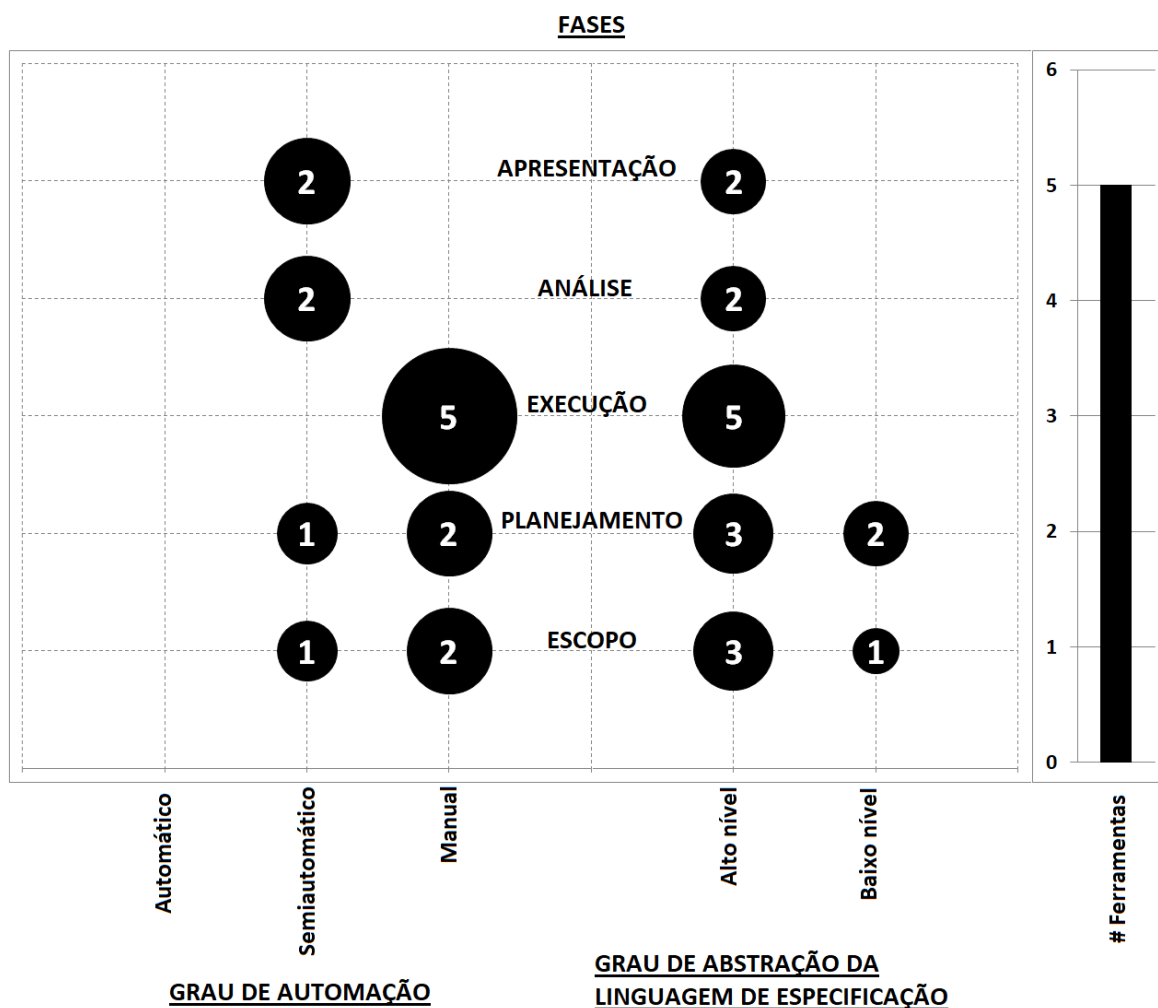 FASES
6
2 APRESENTAÇÃO 2
5
2 ANÁLISE 2
4
5 EXECUÇÃO 5
3
1 2 PLANEJAMENTO 3 2
2
1 2 ESCOPO 3 1
1
0
Automático
Semiautomático
Manual
Alto nível
Baixo nível
# Ferramentas
GRAU DE AUTOMAÇÃO
GRAU DE ABSTRAÇÃO DA
LINGUAGEM DE ESPECIFICAÇÃO